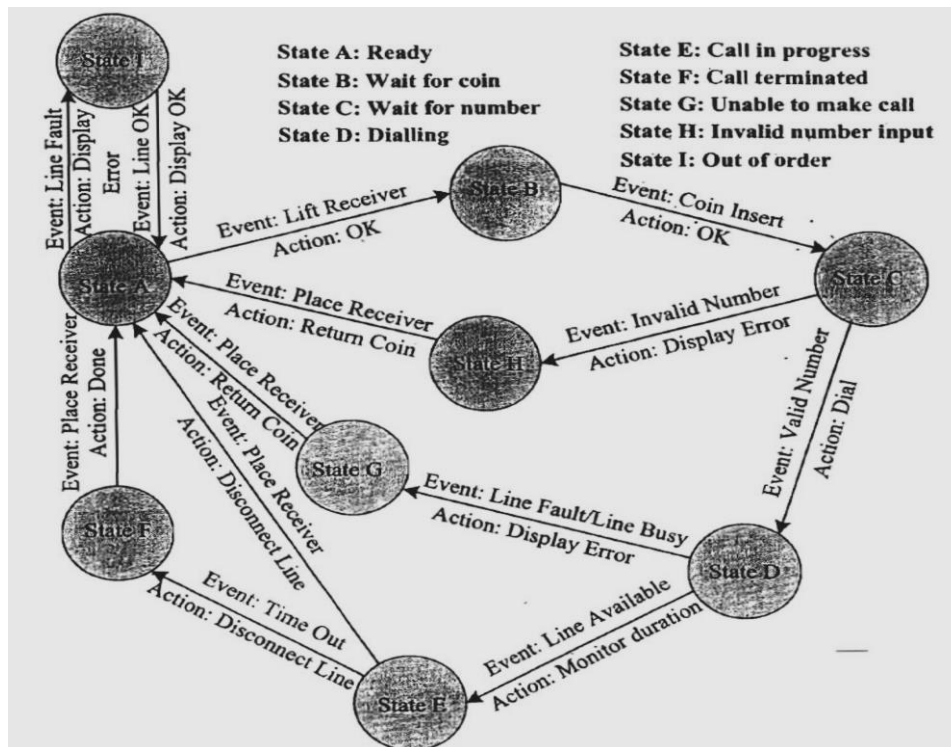 State A: Ready
State B: Wait for coin
State C: Wait for number
State D: Dialling
State E: Call in progress
State F: Call terminated
State G: Unable to make call
State H: Invalid number input
State I: Out of order
State I
Event: Line Fault
Action: Display
Error
Event: Line OK
Action: Display OK
State A
Event: Lift Receiver
Action: OK
State B
Event: Coin Insert
Action: OK
State C
Event: Place Receiver
Action: Return Coin
State H
Event: Invalid Number
Action: Display Error
Event: Valid Number
Action: Dial
Event: Place Receiver
Action: Return Coin
State G
Event: Place Receiver
Action: Disconnect Line
Event: Place Receiver
Action: Done
State F
Event: Line Fault/Line Busy
Action: Display Error
State D
Event: Time Out
Action: Disconnect Line
Event: Line Available
Action: Monitor duration
State E